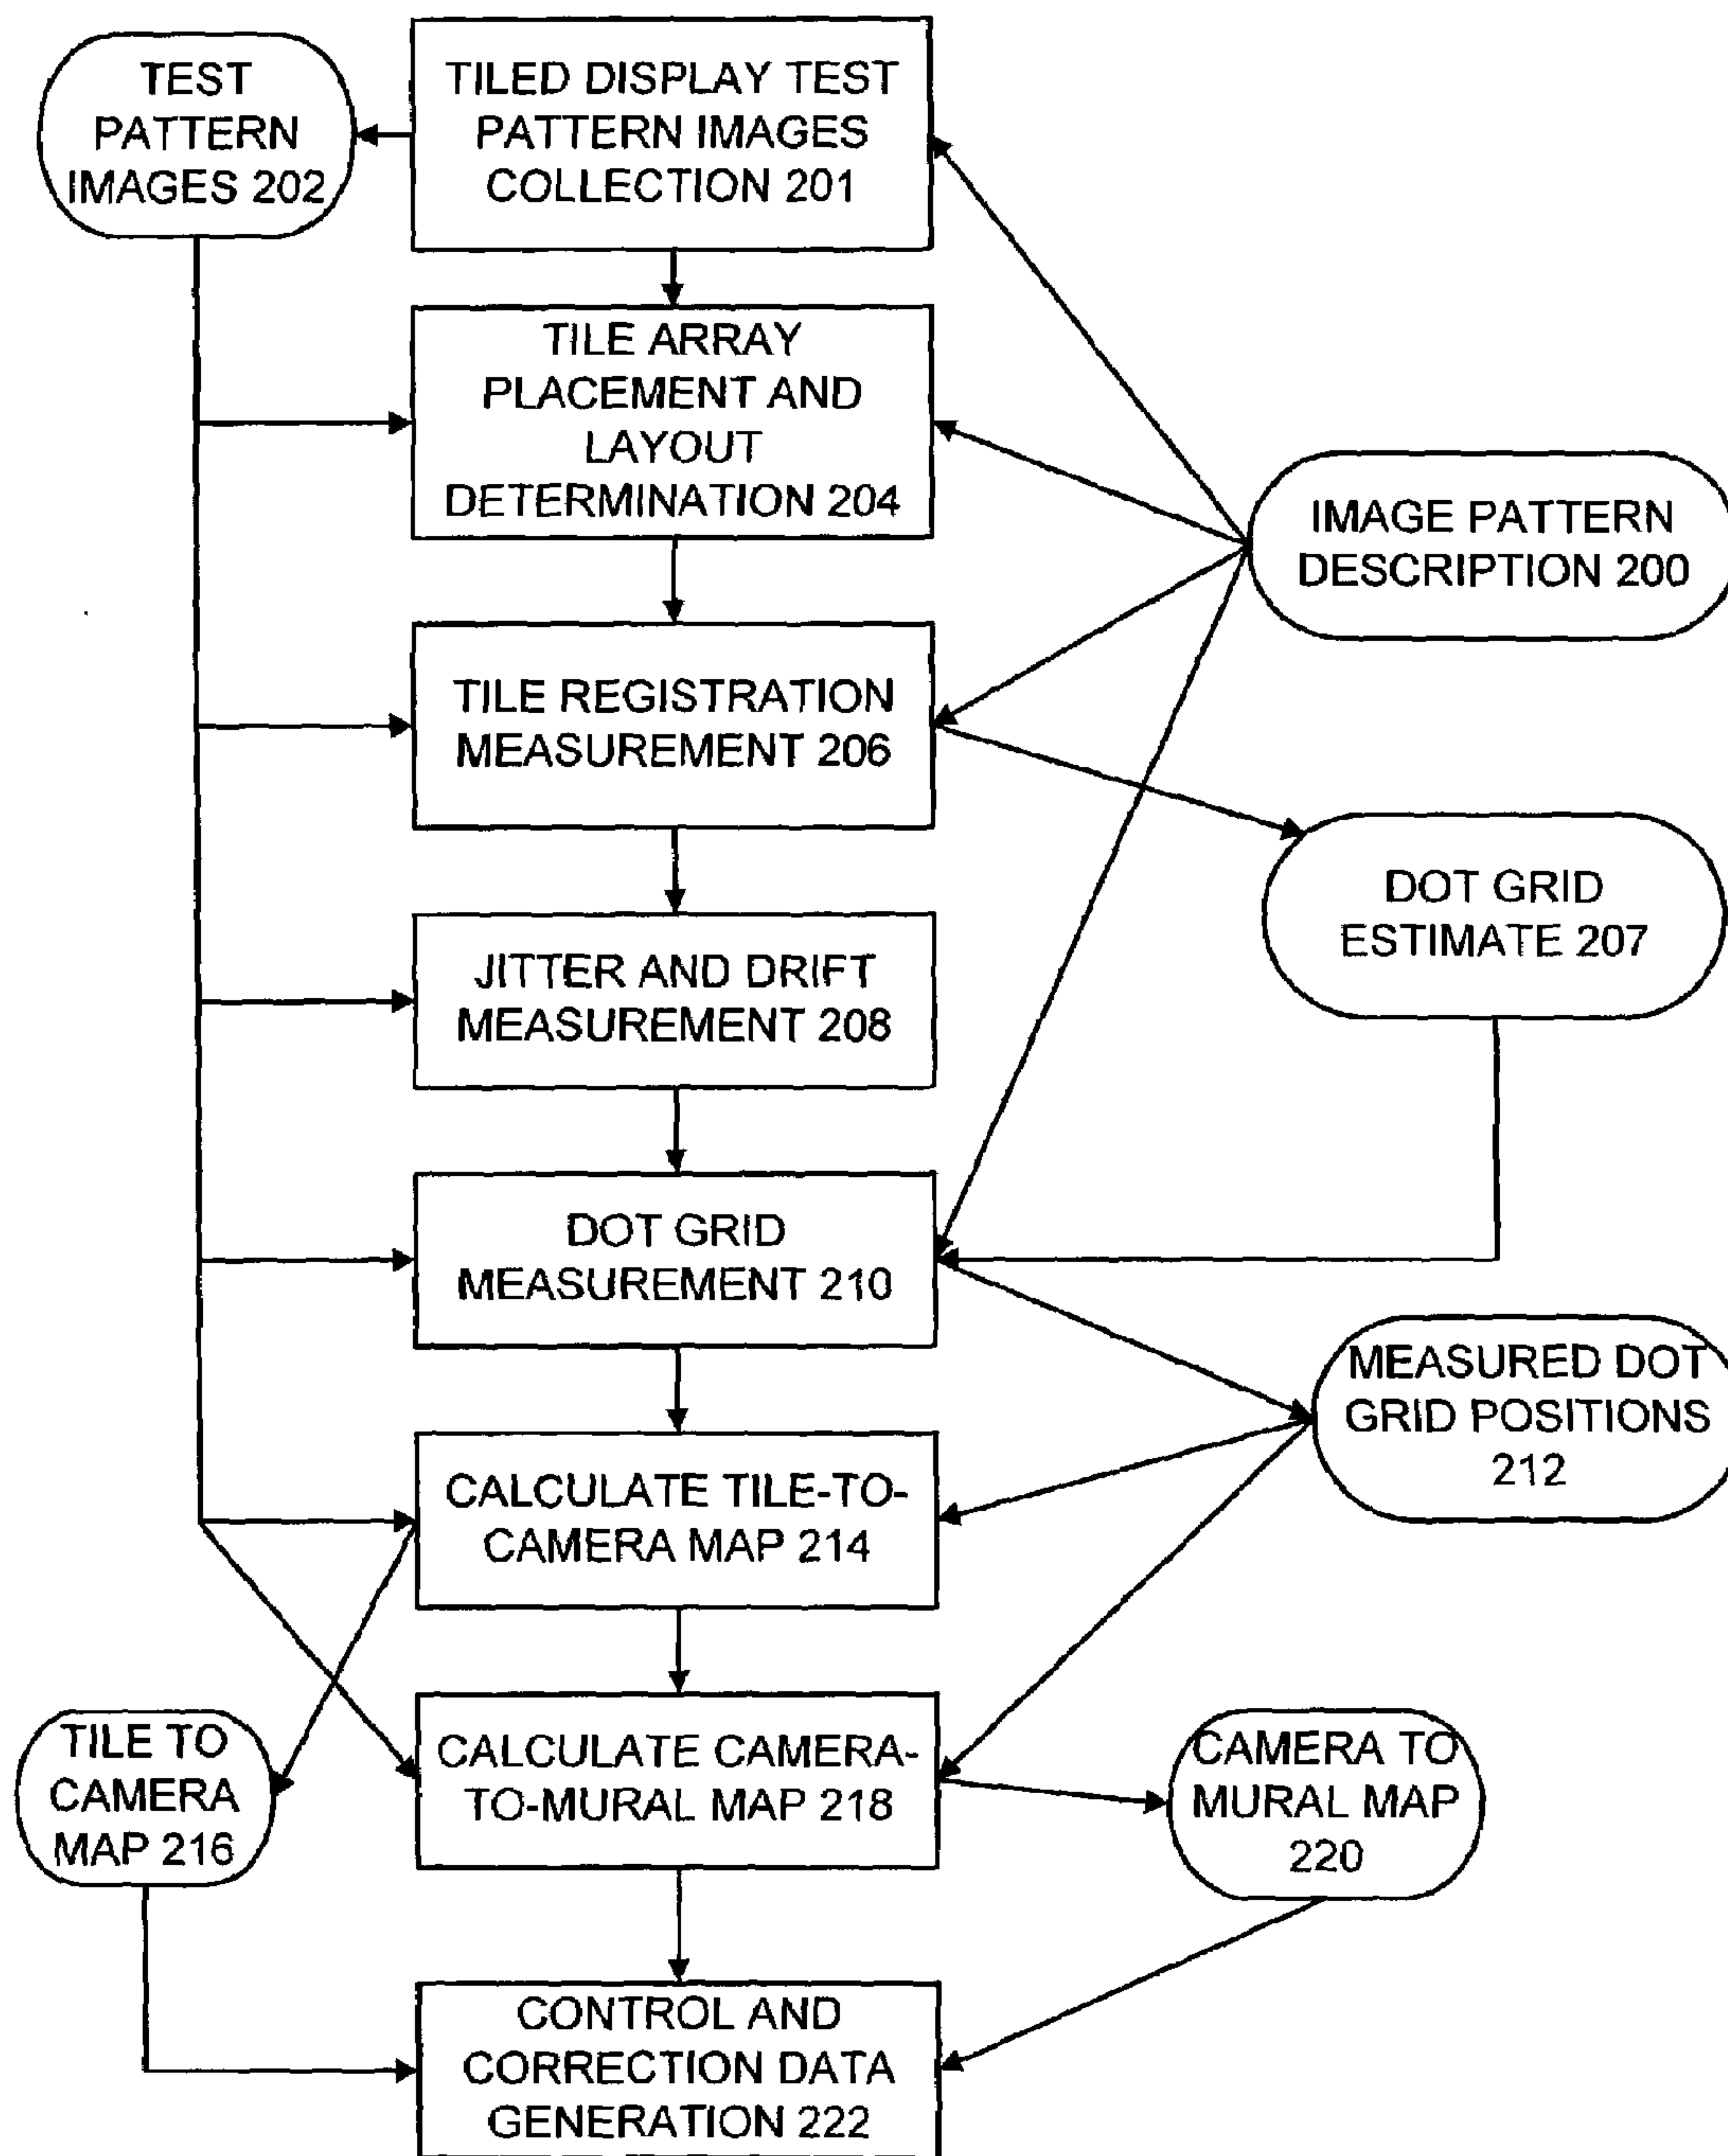 TEST
PATTERN
IMAGES 202
TILED DISPLAY TEST
PATTERN IMAGES
COLLECTION 201
TILE ARRAY
PLACEMENT AND
LAYOUT
DETERMINATION 204
IMAGE PATTERN
DESCRIPTION 200
TILE REGISTRATION
MEASUREMENT 206
DOT GRID
ESTIMATE 207
JITTER AND DRIFT
MEASUREMENT 208
DOT GRID
MEASUREMENT 210
MEASURED DOT
GRID POSITIONS
212
CALCULATE TILE-TO-
CAMERA MAP 214
TILE TO
CAMERA
MAP 216
CALCULATE CAMERA-
TO-MURAL MAP 218
CAMERA TO
MURAL MAP
220
CONTROL AND
CORRECTION DATA
GENERATION 222